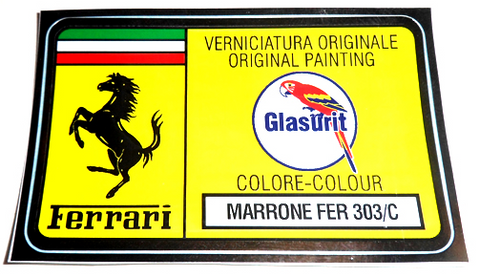 VERNICIATURA ORIGINALE
ORIGINAL PAINTING
Glasurit
COLORE-COLOUR
MARRONE FER 303/C
Ferrari